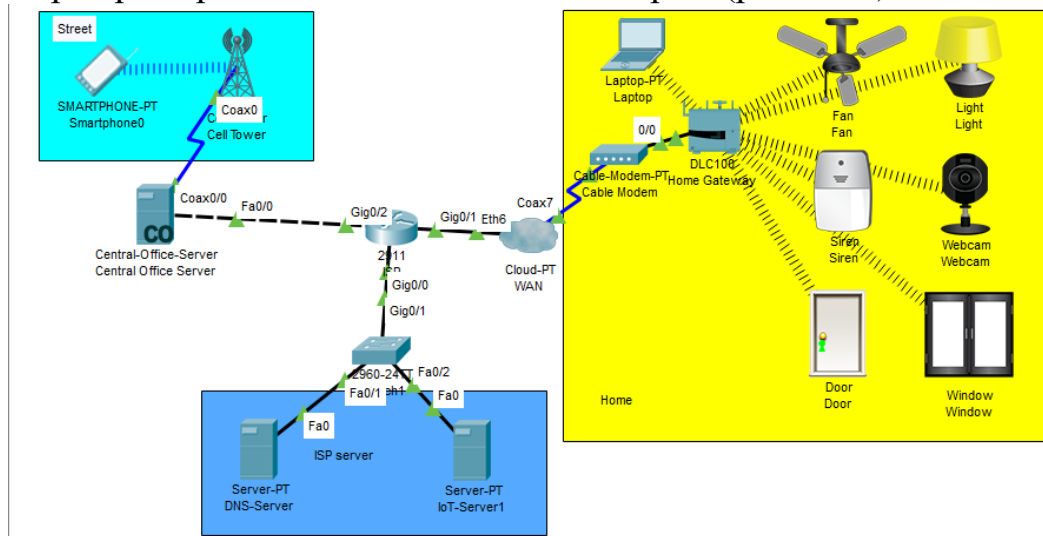 Street
SMARTPHONE-PT
Smartphone0
Coax0
Cell Tower
Coax0/0
Fa0/0
CO
Central-Office-Server
Central Office Server
Gig0/2
Gig0/1
Eth6
2911
Gig0/0
Gig0/1
Coax7
Cloud-PT
WAN
Fa0/2
Fa0/1
Fa0
Fa0
ISP server
Server-PT
DNS-Server
Server-PT
IoT-Server1
Laptop-PT
Laptop
0/0
Cable-Modem-PT
Cable Modem
DLC100
Home Gateway
Fan
Fan
Light
Light
Siren
Siren
Webcam
Webcam
Door
Door
Window
Window
Home